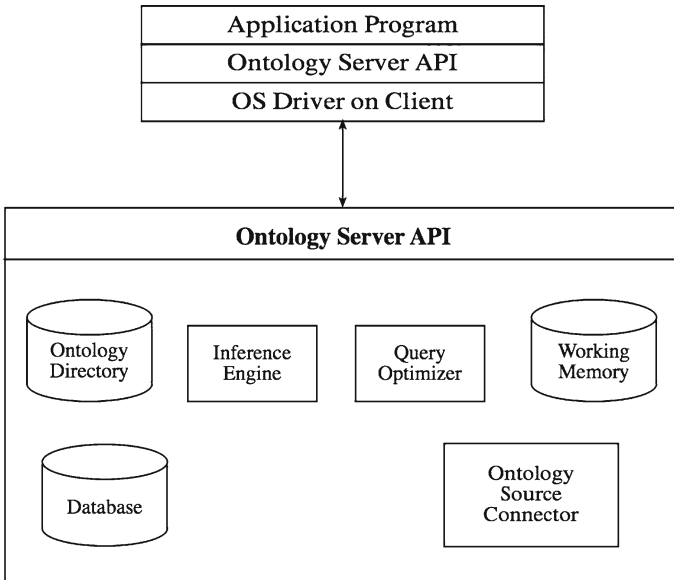 Application Program
Ontology Server API
OS Driver on Client
Ontology Server API
Ontology
Directory
Inference
Engine
Query
Optimizer
Working
Memory
Database
Ontology
Source
Connector